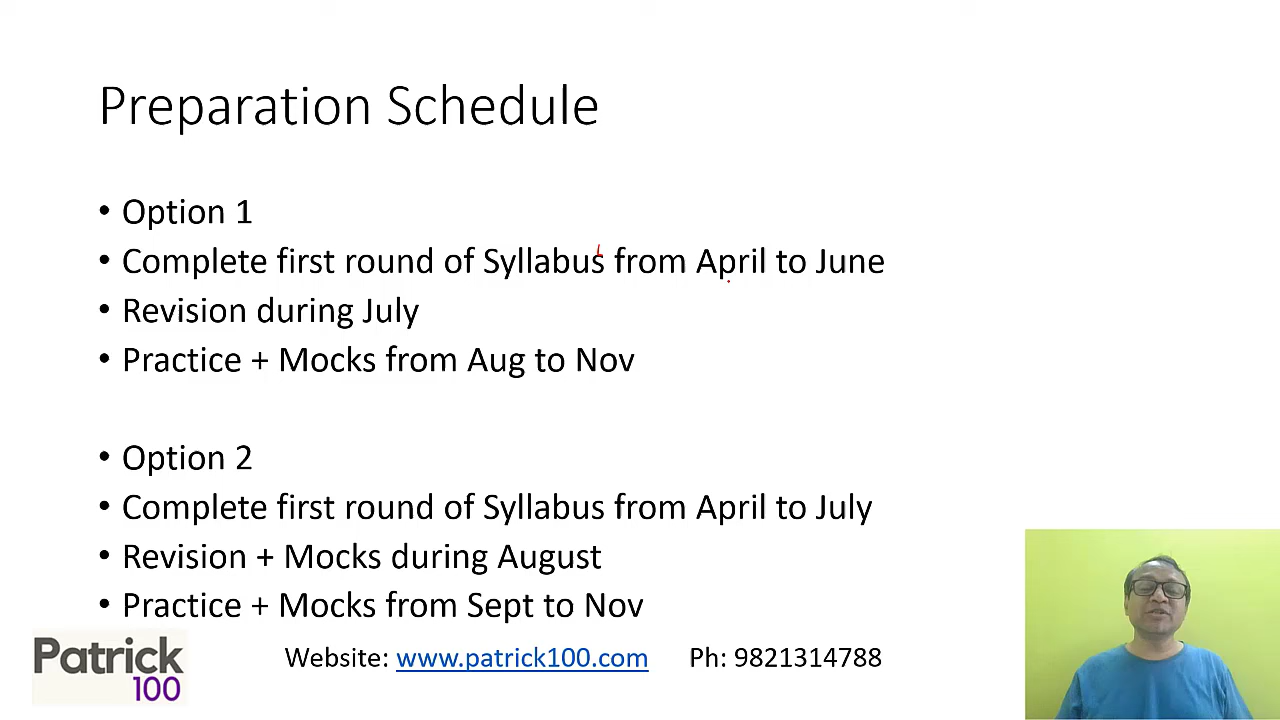 Preparation Schedule
• Option 1
• Complete first round of Syllabus from April to June
• Revision during July
• Practice + Mocks from Aug to Nov
• Option 2
• Complete first round of Syllabus from April to July
• Revision + Mocks during August
• Practice + Mocks from Sept to Nov
Patrick
100
Website: www.patrick100.com Ph: 9821314788